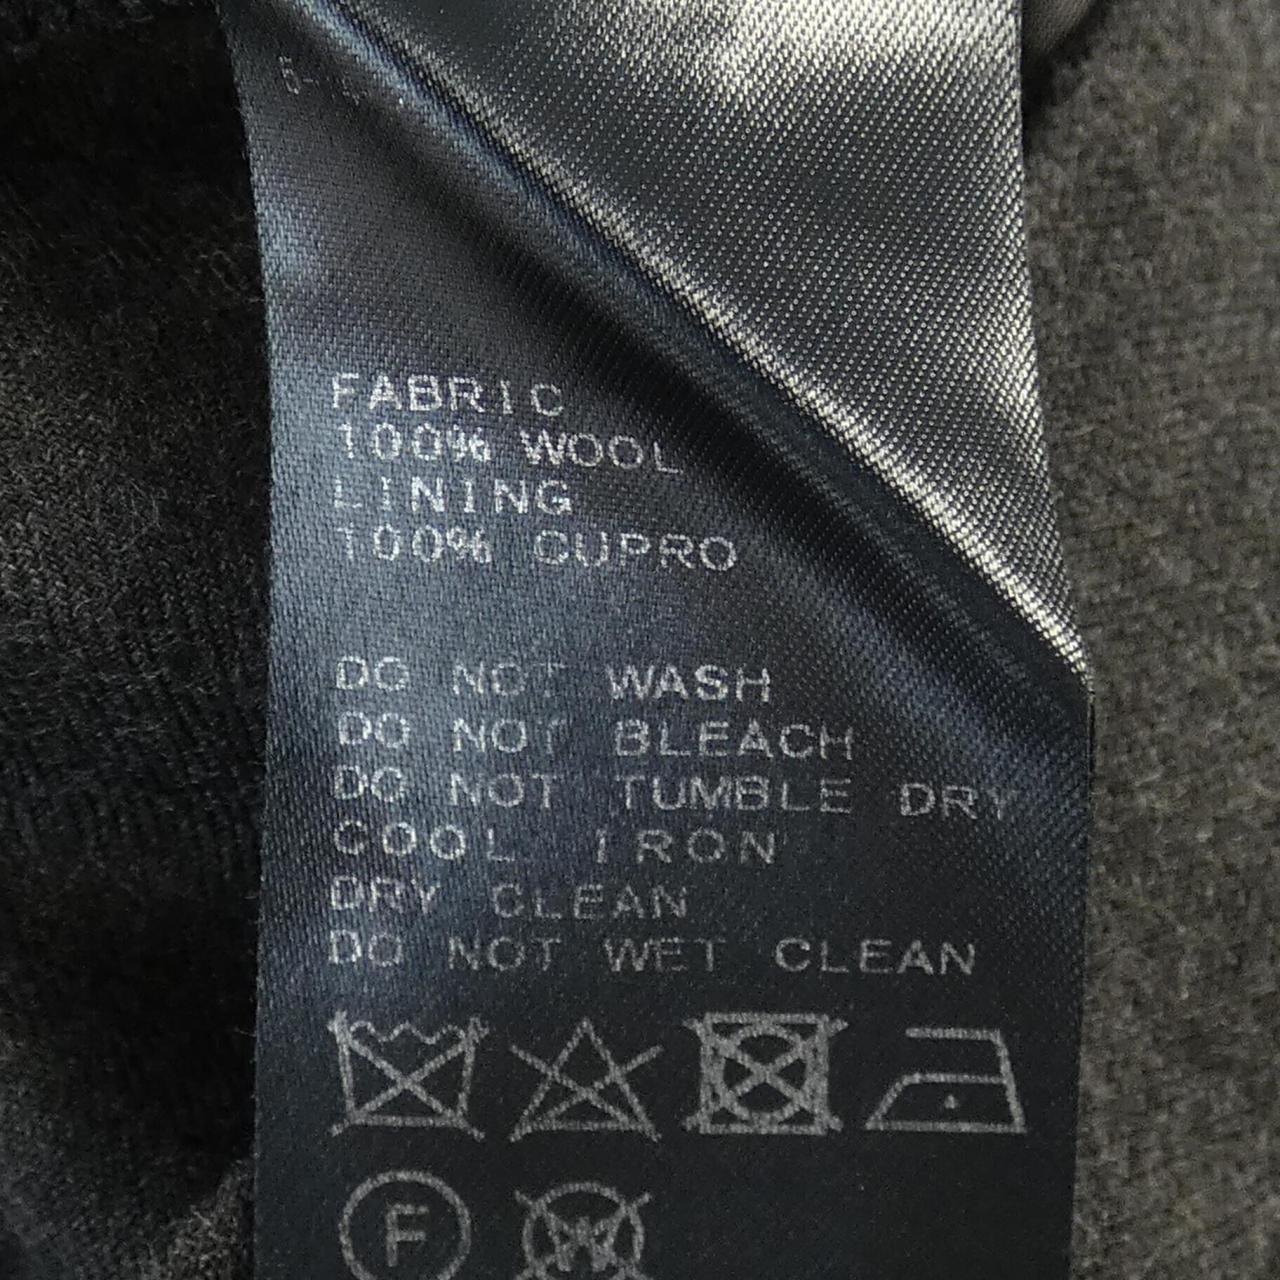 FABRIC
100% WOOL
LINING
100% CUPRO
DO NOT WASH
DO NOT BLEACH
DO NOT TUMBLE DRY
COOL IRON
DRY CLEAN
DO NOT WET CLEAN
F
W